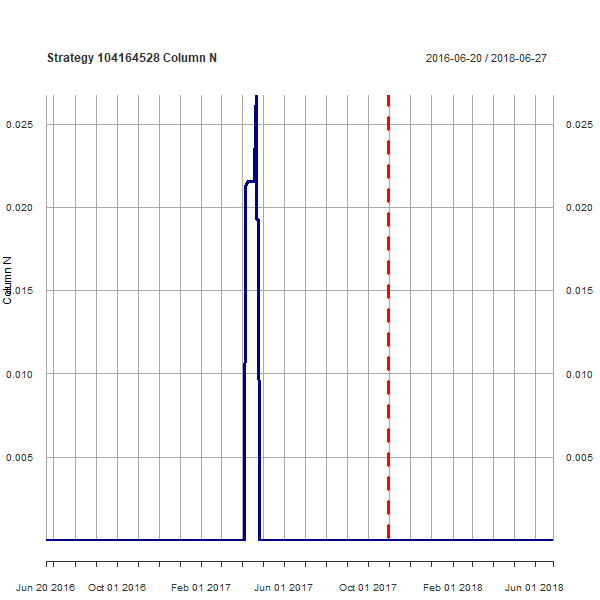 Strategy 104164528 Column N
2016-06-20 / 2018-06-27
0.025
0.025
0.020
0.020
Column N
0.015
0.015
0.010
0.010
0.005
0.005
Jun 20 2016
Oct 01 2016
Feb 01 2017
Jun 01 2017
Oct 01 2017
Feb 01 2018
Jun 01 2018